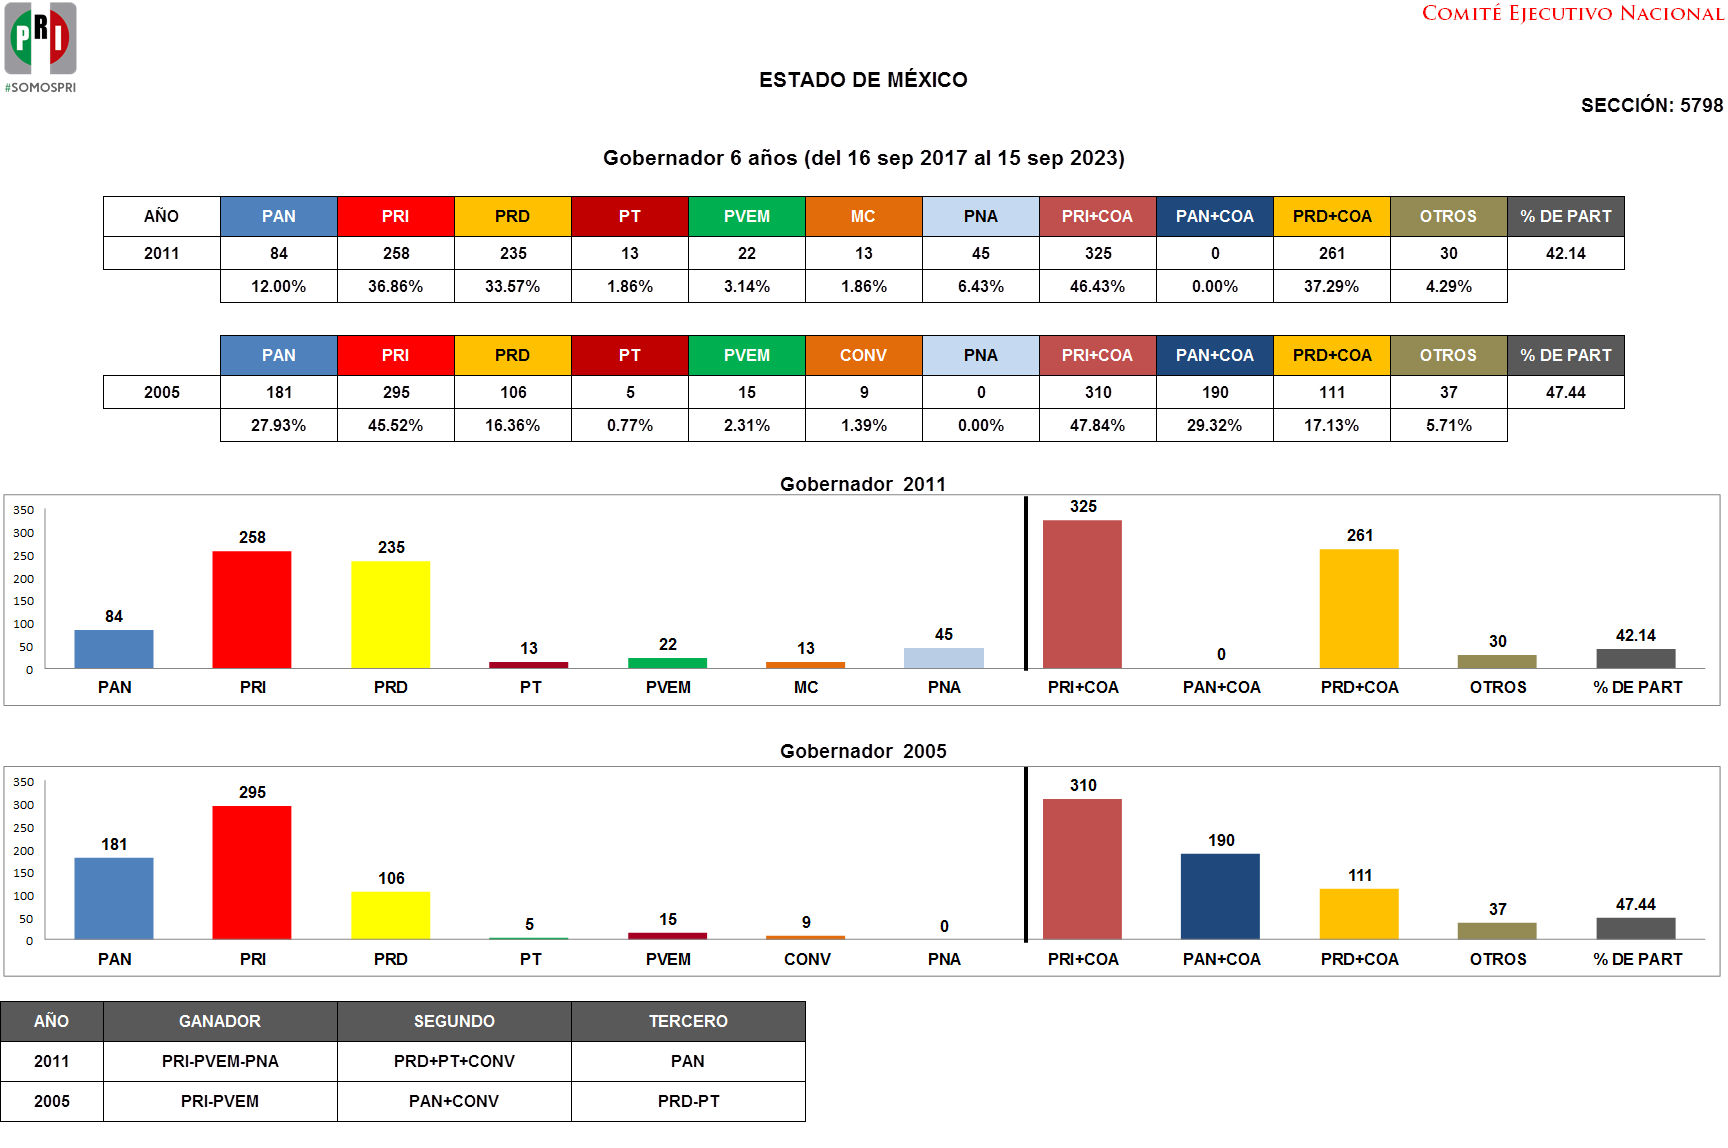 PRI
#SOMOSPRI
COMITÉ EJECUTIVO NACIONAL
ESTADO DE MÉXICO
SECCIÓN: 5798
Gobernador 6 años (del 16 sep 2017 al 15 sep 2023)
AÑO PAN PRI PRD PT PVEM MC PNA PRI+COA PAN+COA PRD+COA OTROS % DE PART
2011 84 258 235 13 22 13 45 325 0 261 30 42.14
12.00% 36.86% 33.57% 1.86% 3.14% 1.86% 6.43% 46.43% 0.00% 37.29% 4.29%
PAN PRI PRD PT PVEM CONV PNA PRI+COA PAN+COA PRD+COA OTROS % DE PART
2005 181 295 106 5 15 9 0 310 190 111 37 47.44
27.93% 45.52% 16.36% 0.77% 2.31% 1.39% 0.00% 47.84% 29.32% 17.13% 5.71%
Gobernador 2011
350
300
250
200
150
100
50
0
84 258 235 13 22 13 45 325 0 261 30 42.14
PAN PRI PRD PT PVEM MC PNA PRI+COA PAN+COA PRD+COA OTROS % DE PART
Gobernador 2005
350
300
250
200
150
100
50
0
181 295 106 5 15 9 0 310 190 111 37 47.44
PAN PRI PRD PT PVEM CONV PNA PRI+COA PAN+COA PRD+COA OTROS % DE PART
AÑO GANADOR SEGUNDO TERCERO
2011 PRI-PVEM-PNA PRD+PT+CONV PAN
2005 PRI-PVEM PAN+CONV PRD-PT